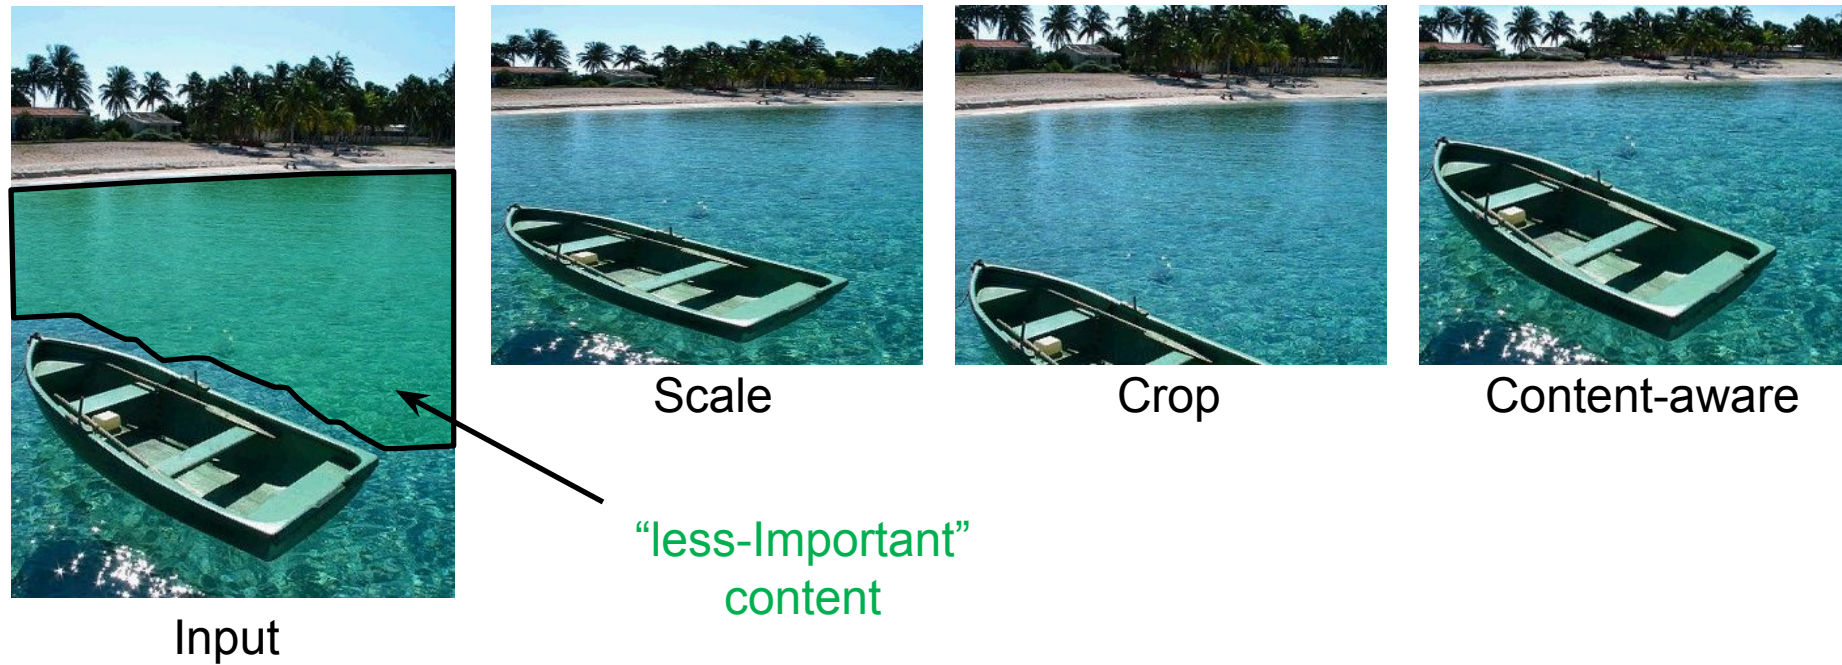 Scale
Crop
Content-aware
“less-Important”
content
Input